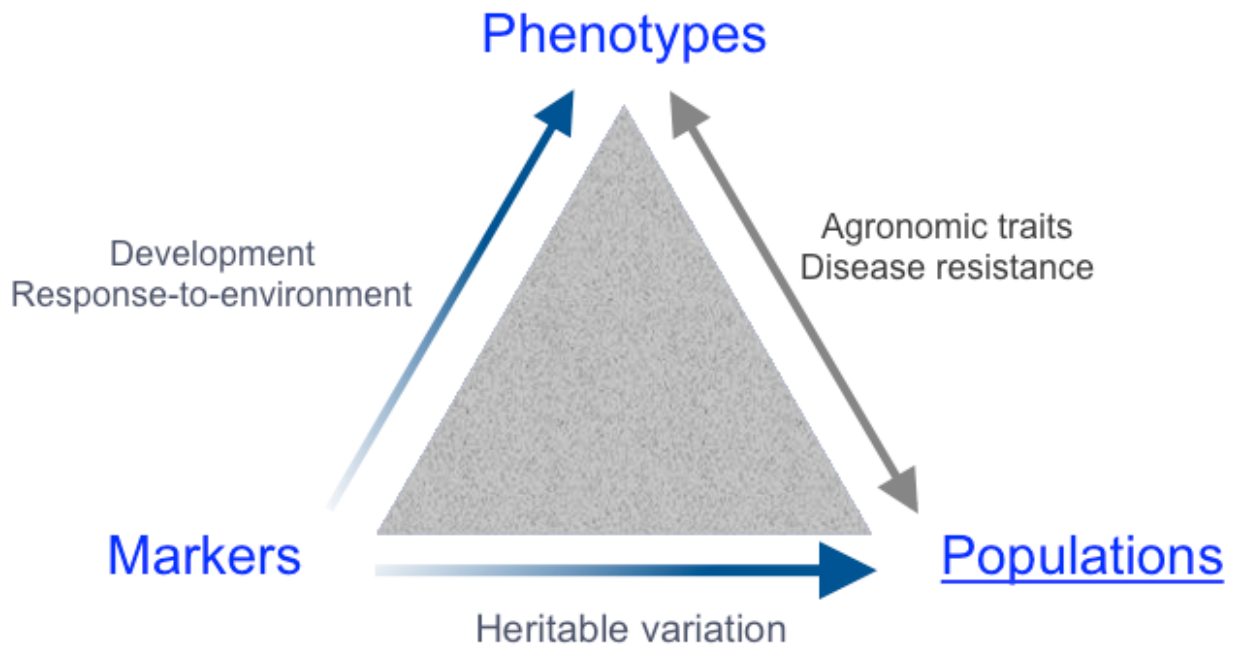 Phenotypes
Development
Response-to-environment
Agronomic traits
Disease resistance
Markers
Populations
Heritable variation